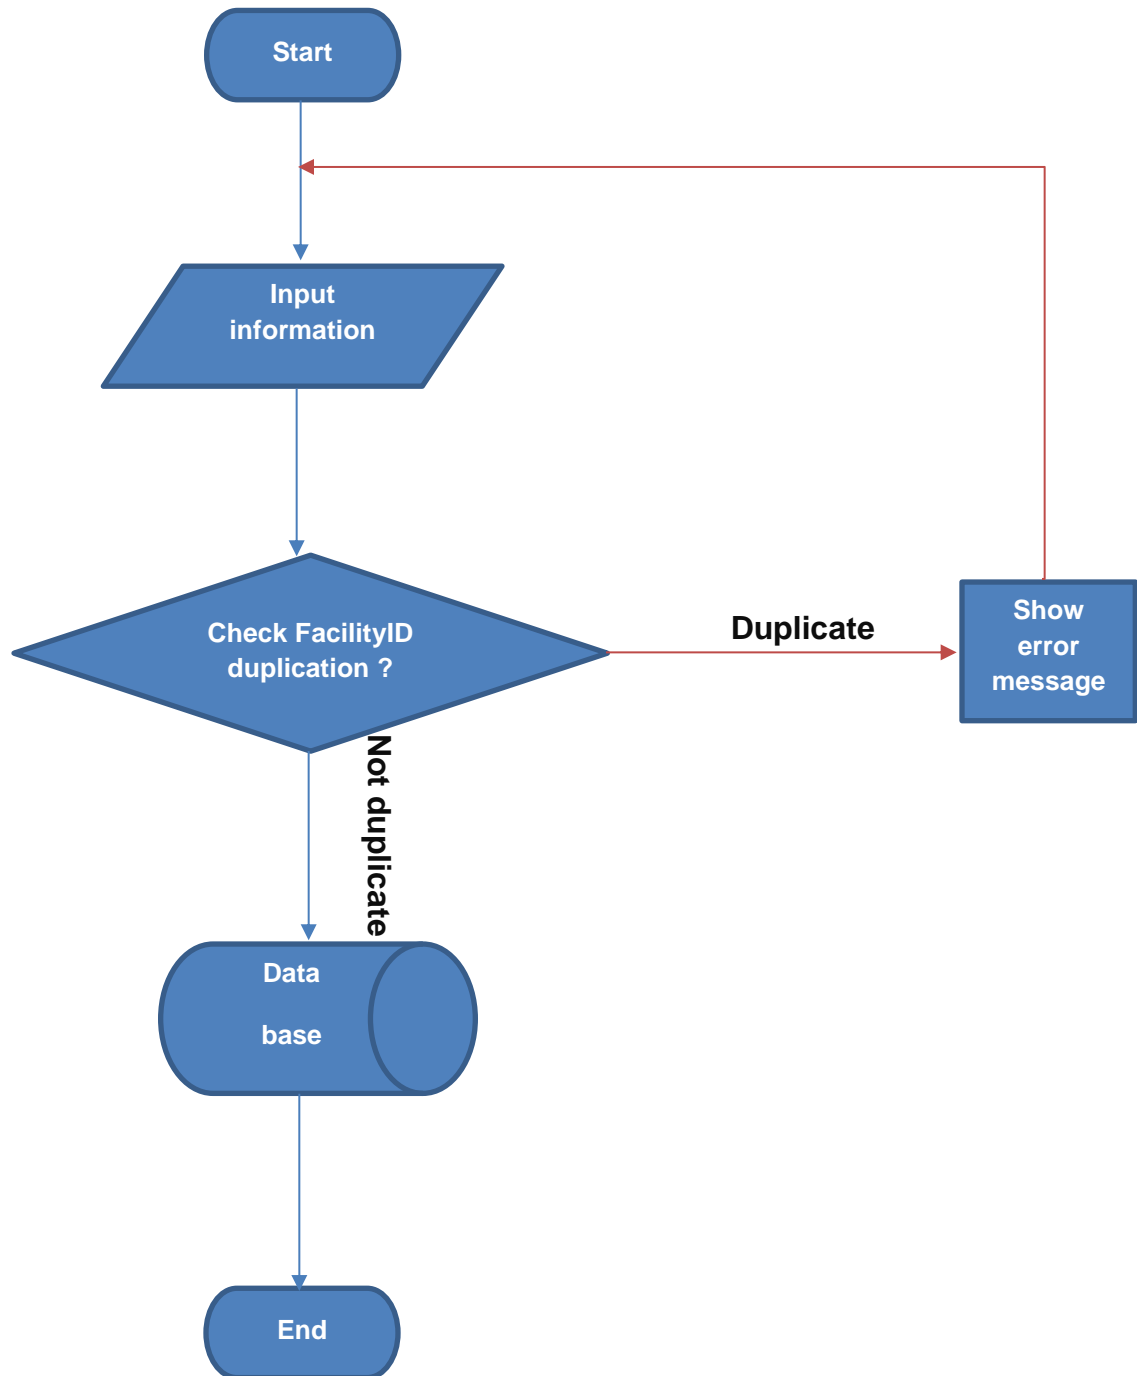 Start
Input
information
Check FacilityID
duplication ?
Duplicate
Show
error
message
Not duplicate
Data
base
End